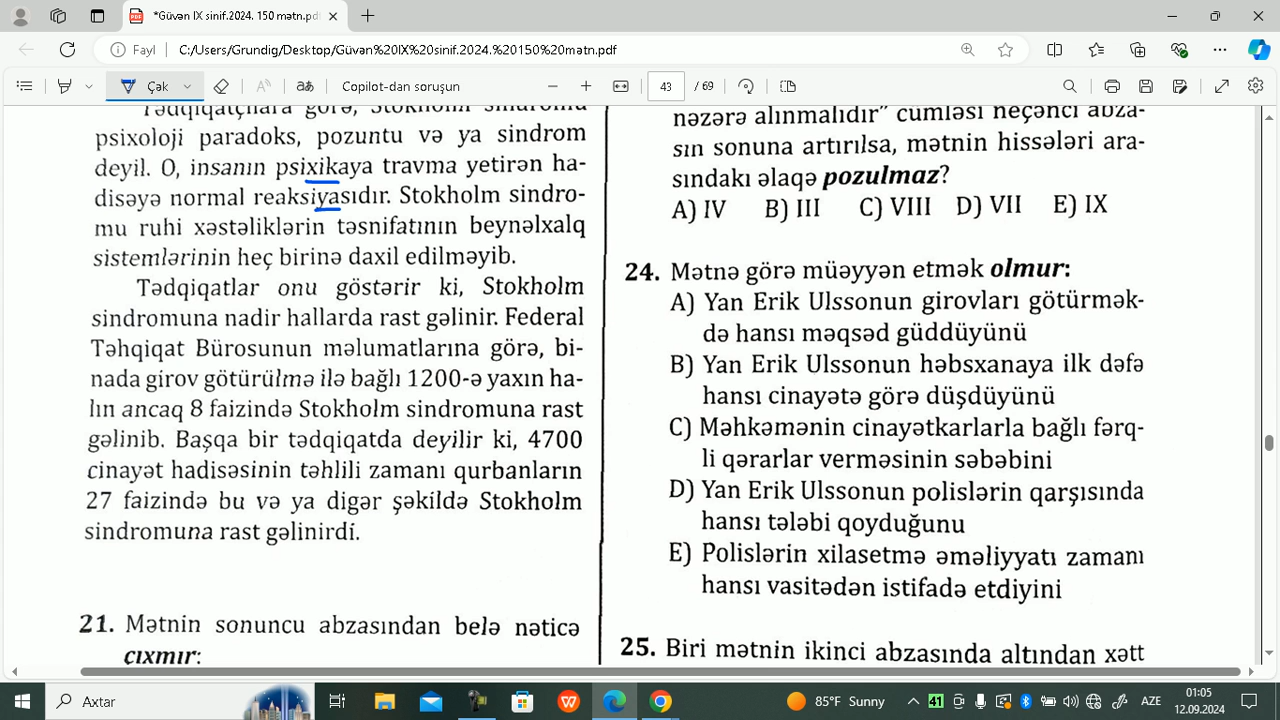 *Güvən IX sinif.2024. 150 mətn.pdf
Fayl
C:/Users/Grundig/Desktop/Güvən%20IX%20sinif.2024.%20150%20mətn.pdf
Çək
Copilot-dan soruşun
43 / 69
Tədqiqatçılara görə, Stokholm sindromu
psixoloji paradoks, pozuntu və ya sindrom
deyil. O, insanın psixikaya travma yetirən ha-
disəyə normal reaksiyasıdır. Stokholm sindro-
mu ruhi xəstəliklərin təsnifatının beynəlxalq
sistemlərinin heç birinə daxil edilməyib.
Tədqiqatlar onu göstərir ki, Stokholm
sindromuna nadir hallarda rast gəlinir. Federal
Təhqiqat Bürosunun məlumatlarına görə, bi-
nada girov götürülmə ilə bağlı 1200-ə yaxın ha-
lın ancaq 8 faizində Stokholm sindromuna rast
gəlinib. Başqa bir tədqiqatda deyilir ki, 4700
cinayət hadisəsinin təhlili zamanı qurbanların
27 faizində bu və ya digər şəkildə Stokholm
sindromuna rast gəlinirdi.
21. Mətnin sonuncu abzasından belə nəticə
çıxmır:
nəzərə alınmalıdır” cümləsi neçənci abza-
sın sonuna artırılsa, mətnin hissələri ara-
sındakı əlaqə pozulmaz?
A) IV B) III C) VIII D) VII E) IX
24. Mətnə görə müəyyən etmək olmur:
A) Yan Erik Ulssonun girovları götürmək-
də hansı məqsəd güddüyünü
B) Yan Erik Ulssonun həbsxanaya ilk dəfə
hansı cinayətə görə düşdüyünü
C) Məhkəmənin cinayətkarlarla bağlı fərq-
li qərarlar verməsinin səbəbini
D) Yan Erik Ulssonun polislərin qarşısında
hansı tələbi qoyduğunu
E) Polislərin xilasetmə əməliyyatı zamanı
hansı vasitədən istifadə etdiyini
25. Biri mətnin ikinci abzasında altından xətt
Axtar
85°F Sunny
41
AZE
01:05
12.09.2024